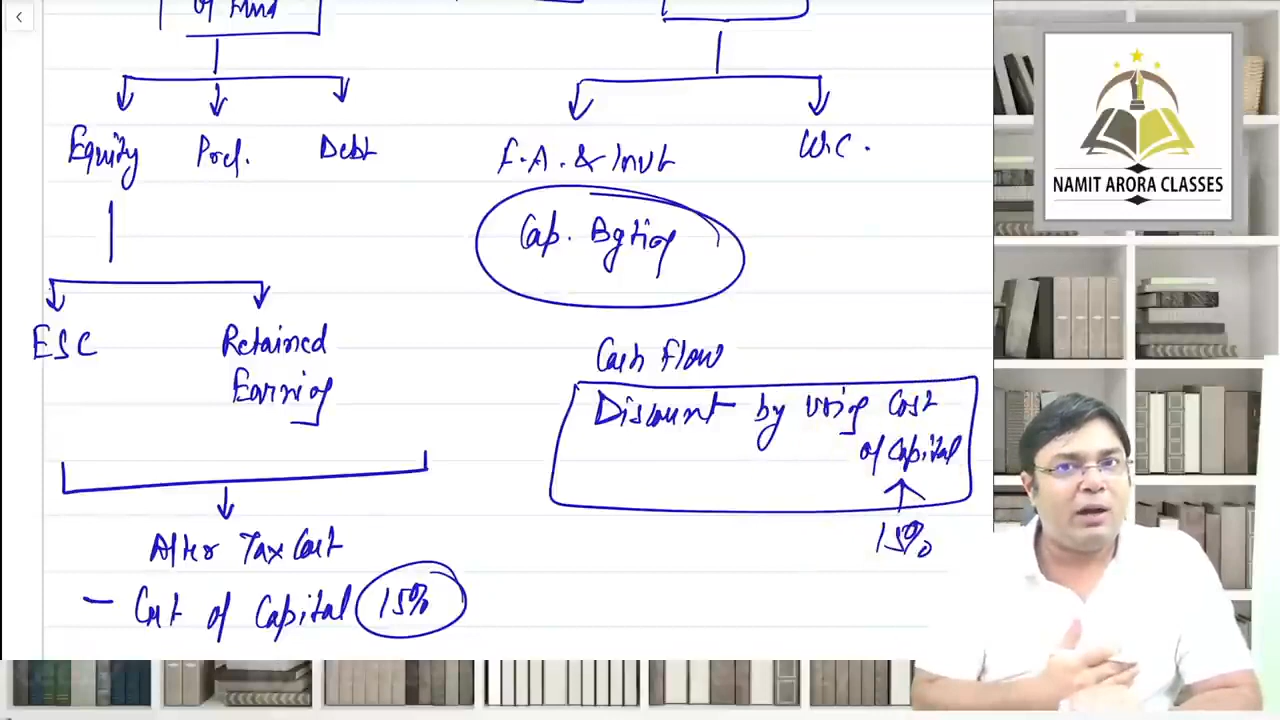 of Fund
Equity Pref. Debt
F.A. & Invt W.C.
Cap. Bgting
ESC Retained
Earning
Cash Flow
Discount by using Cost
of Capital
15%
After Tax Cost
- Cost of Capital 15%
NAMIT ARORA CLASSES